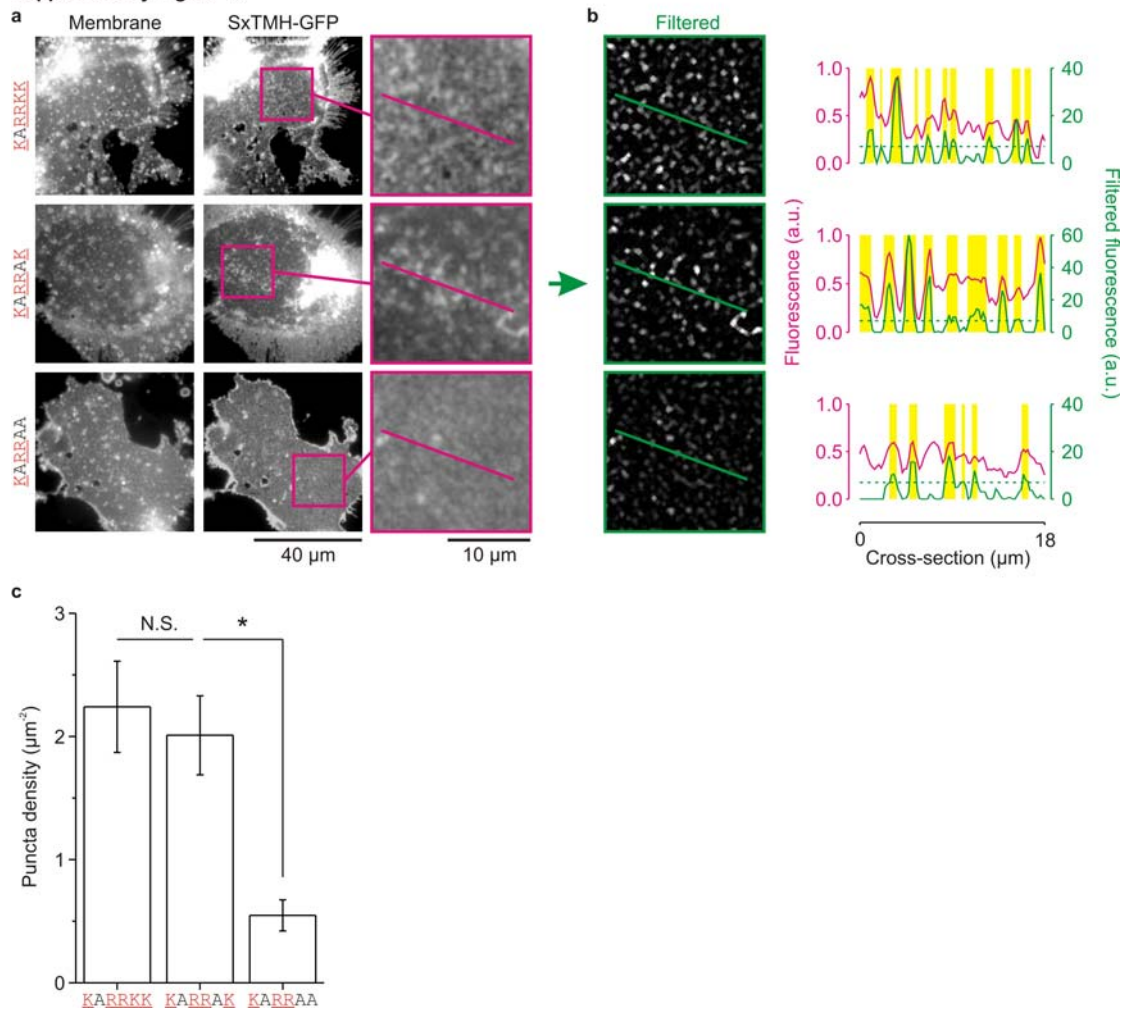 a
b
Membrane
SxTMH-GFP
Filtered
KARRKK
KARRAK
KARRAA
40 µm
10 µm
1.0
0.5
0.0
40
20
0
1.0
0.5
0.0
60
40
20
0
1.0
0.5
0.0
40
20
0
Fluorescence (a.u.)
Filtered fluorescence (a.u.)
0
18
Cross-section (µm)
c
3
2
1
0
Puncta density (µm⁻²)
N.S.
*
KARRKK
KARRAK
KARRAA